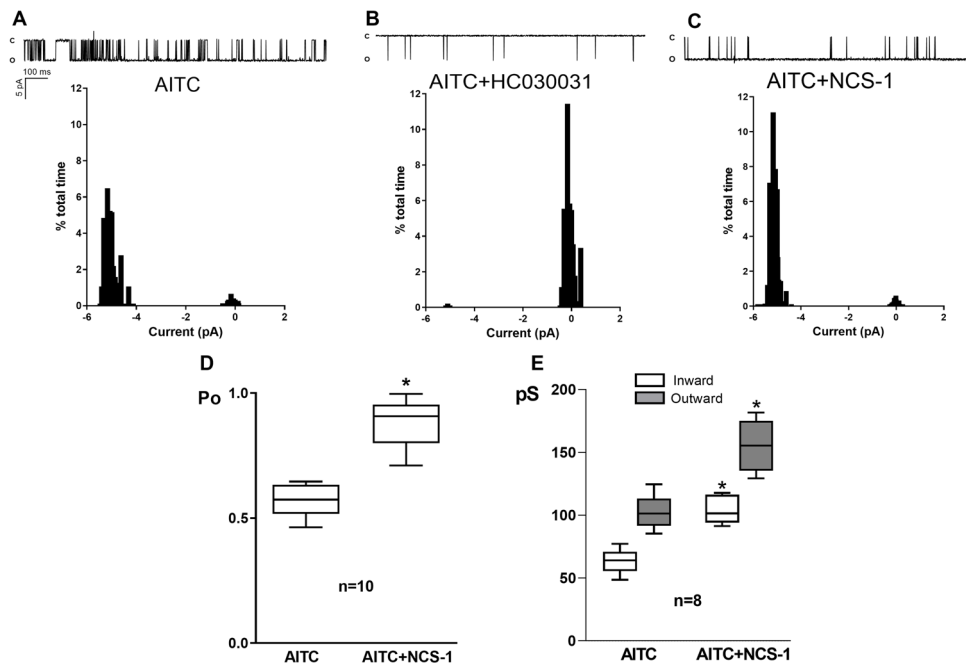 A
B
C
C
O
C
O
C
O
100 ms
5 pA
AITC
AITC+HC030031
AITC+NCS-1
% total time
12
10
8
6
4
2
0
-6
-4
-2
0
2
Current (pA)
% total time
12
10
8
6
4
2
0
-6
-4
-2
0
2
Current (pA)
% total time
12
10
8
6
4
2
0
-6
-4
-2
0
2
Current (pA)
D
Po
1.0
*
0.5
n=10
0.0
AITC
AITC+NCS-1
E
pS
Inward
Outward
200
150
100
50
0
*
*
n=8
AITC
AITC+NCS-1